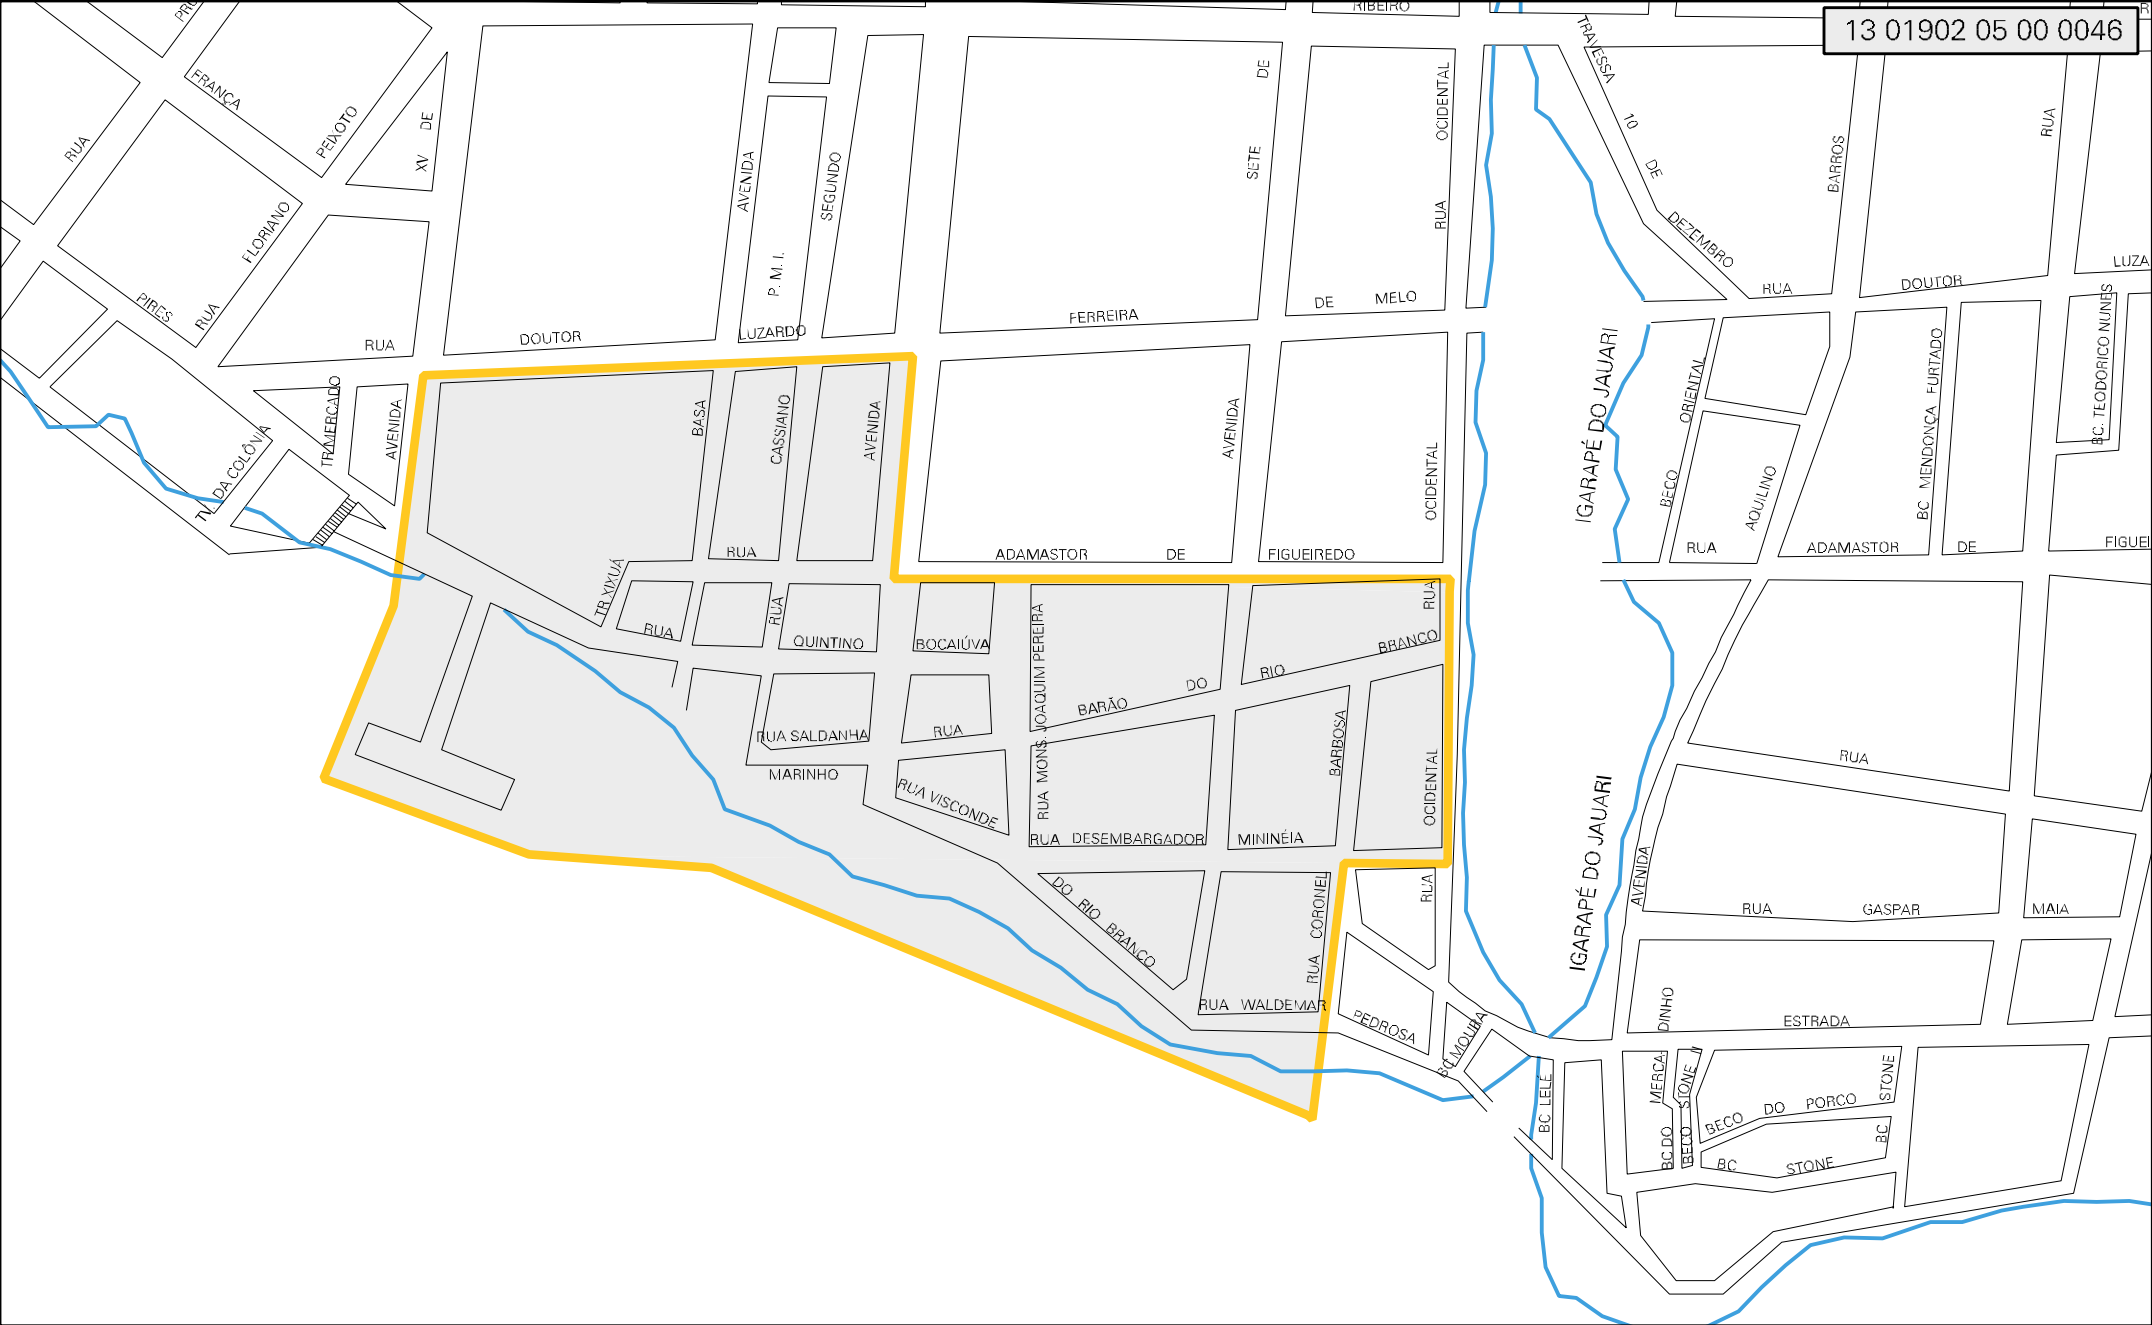 RIBEIRO
13 01902 05 00 0046
FRANÇA
RUA
PEIXOTO
XV DE
AVENIDA
SEGUNDO
P. M. I.
SETE DE
RUA OCIDENTAL
TRAVESSA 10 DE DEZEMBRO
BARROS
RUA
FLORIANO
RUA
PIRES
RUA
DOUTOR
LUZARDO
FERREIRA
DE MELO
RUA
DOUTOR
LUZA
TR. MERCADO
AVENIDA
BASA
CASSIANO
AVENIDA
AVENIDA
OCIDENTAL
IGARAPÉ DO JAUARI
BECO ORIENTAL
AQUILINO
BC MENDONÇA FURTADO
BC. TEODORICO NUNES
TV. DA COLÔNIA
RUA
ADAMASTOR DE FIGUEIREDO
RUA
ADAMASTOR DE
FIGUEI
TR XIXUÁ
RUA
RUA
QUINTINO
BOCAIÚVA
RUA MONS. JOAQUIM PEREIRA
RUA
BARÃO DO RIO BRANCO
RUA SALDANHA
MARINHO
RUA
RUA VISCONDE
BARBOSA
OCIDENTAL
RUA DESEMBARGADOR
MININÉIA
IGARAPÉ DO JAUARI
RUA
AVENIDA
RUA GASPAR
MAIA
DO RIO BRANCO
RUA CORONEL
RUA
RUA WALDEMAR
PEDROSA
BC MOURA
ESTRADA
BC LELÉ
BC DO MERCA-
DINHO
BECO STONE II
BECO DO PORCO
BC STONE
BC STONE